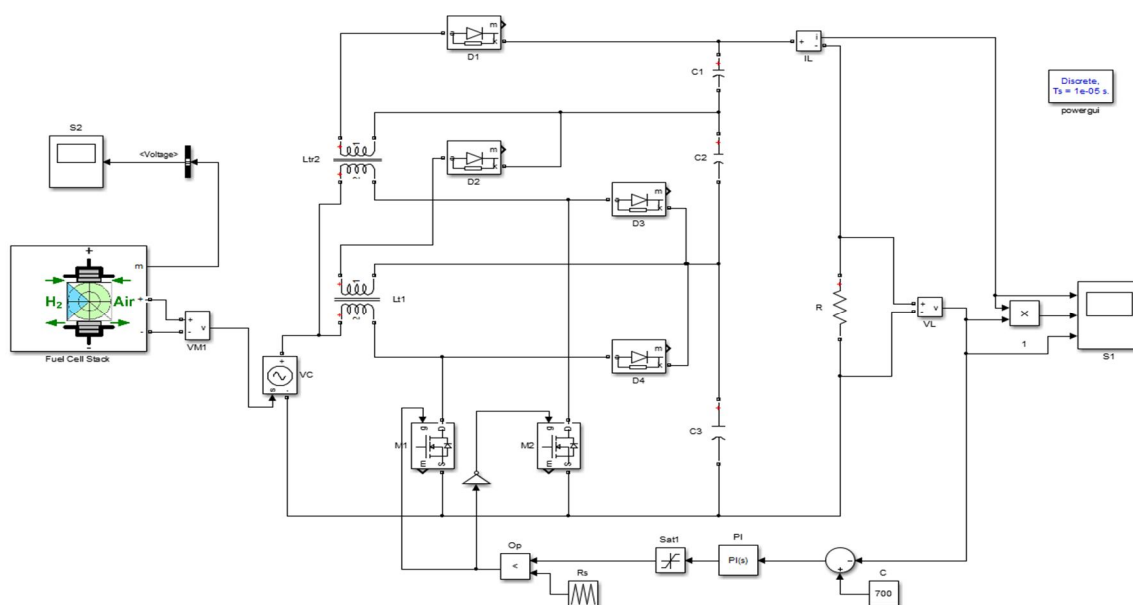 m
k
D1
+
i
-
IL
C1
Discrete,
Ts = 1e-05 s.
powergui
S2
<Voltage>
Ltr2
m
k
D2
C2
m
k
D3
+
m
H2
Air
+
-
-
Fuel Cell Stack
+
-
v
VM1
Lt1
R
+
-
v
VL
X
1
S1
+
s
-
VC
m
k
D4
g
D
M1
m
S
g
D
M2
m
S
C3
Op
<
Rs
Sat1
PI
PI(s)
-
+
C
700